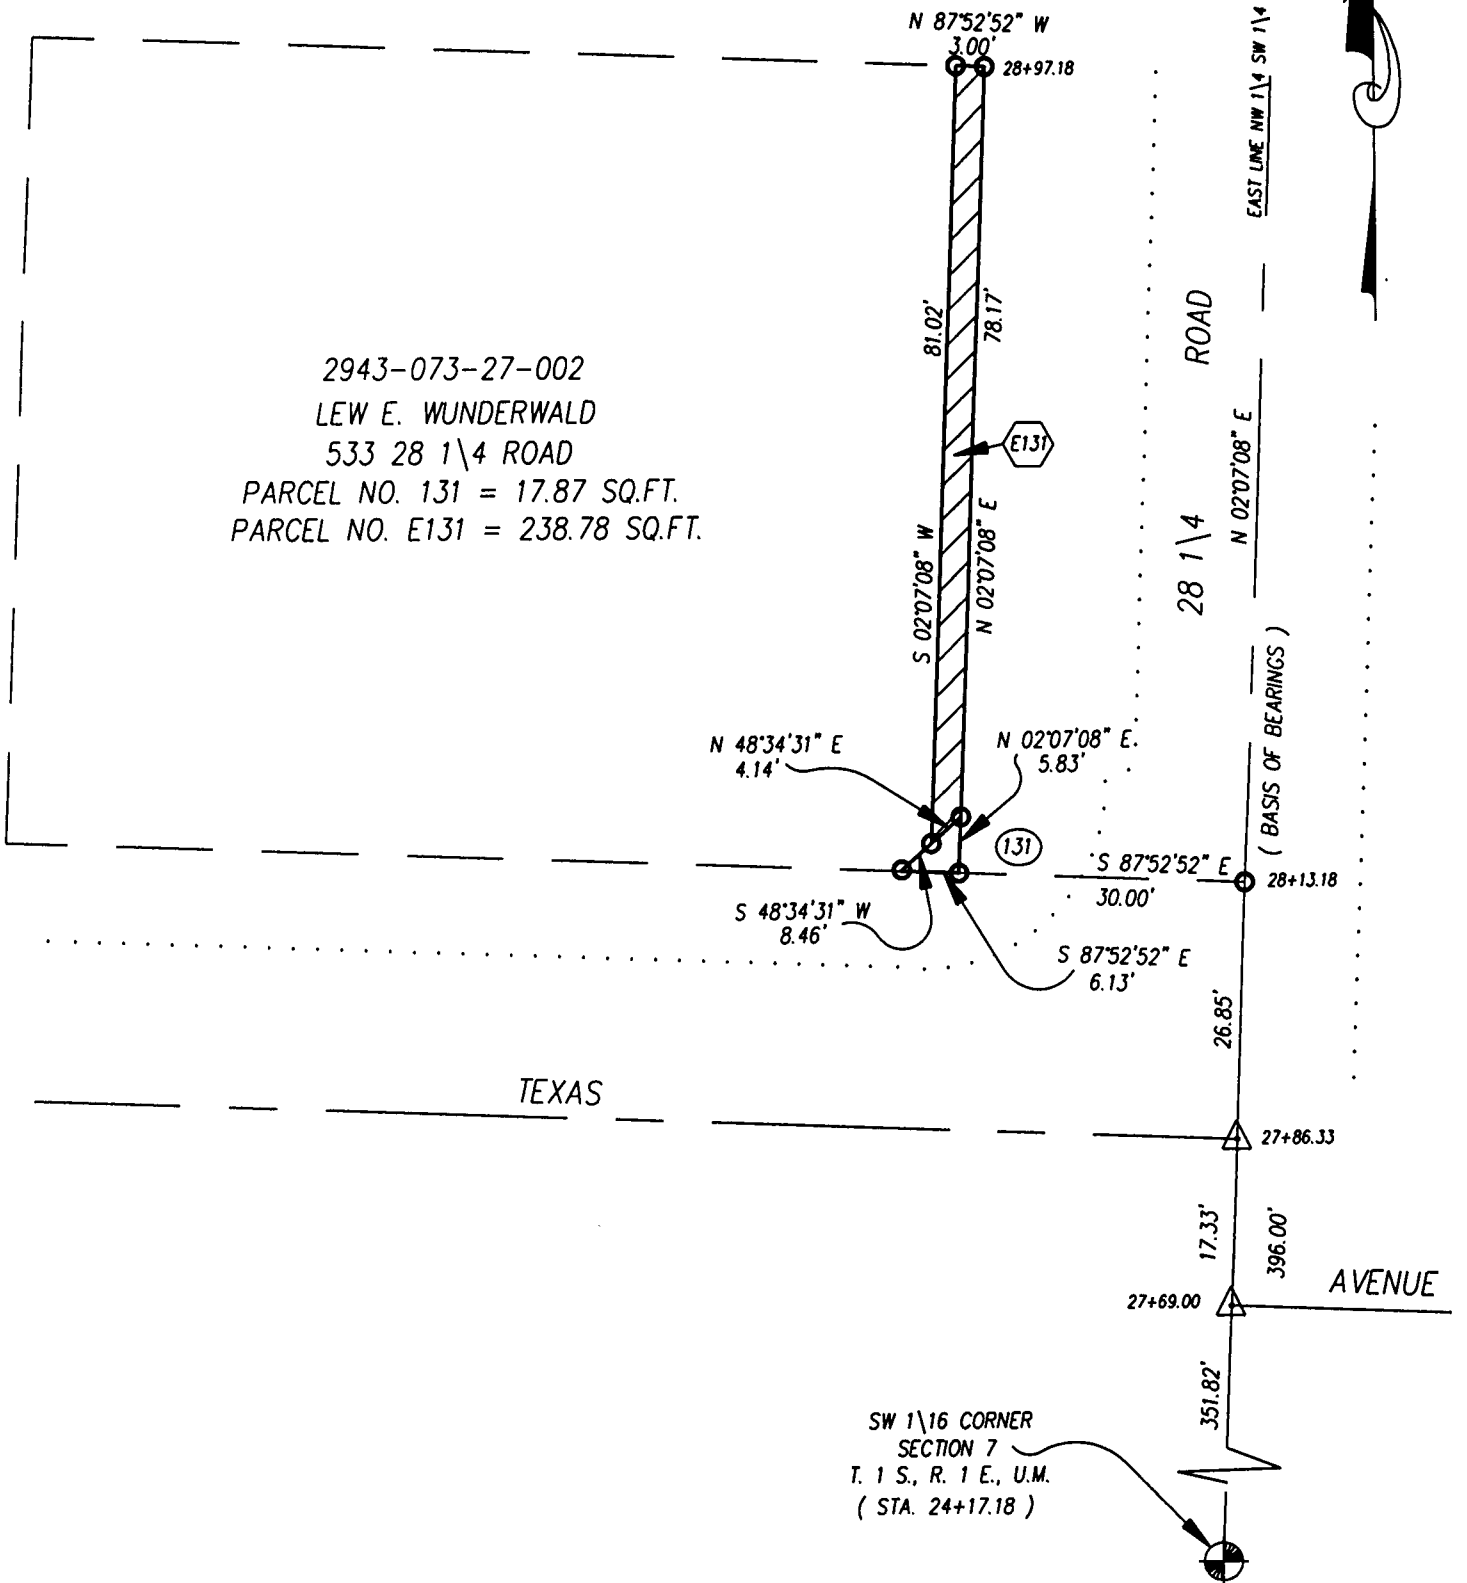 N 87°52'52" W
3.00'
28+97.18
EAST LINE NW 1\4 SW 1\4
81.02'
78.17'
ROAD
2943-073-27-002
LEW E. WUNDERWALD
533 28 1\4 ROAD
PARCEL NO. 131 = 17.87 SQ.FT.
PARCEL NO. E131 = 238.78 SQ.FT.
E131
N 02°07'08" E
28 1\4
S 02°07'08" W
N 02°07'08" E
( BASIS OF BEARINGS )
N 48°34'31" E
4.14'
N 02°07'08" E
5.83'
131
S 87°52'52" E
30.00'
28+13.18
S 48°34'31" W
8.46'
S 87°52'52" E
6.13'
26.85'
TEXAS
27+86.33
17.33'
396.00'
AVENUE
27+69.00
351.82'
SW 1\16 CORNER
SECTION 7
T. 1 S., R. 1 E., U.M.
( STA. 24+17.18 )